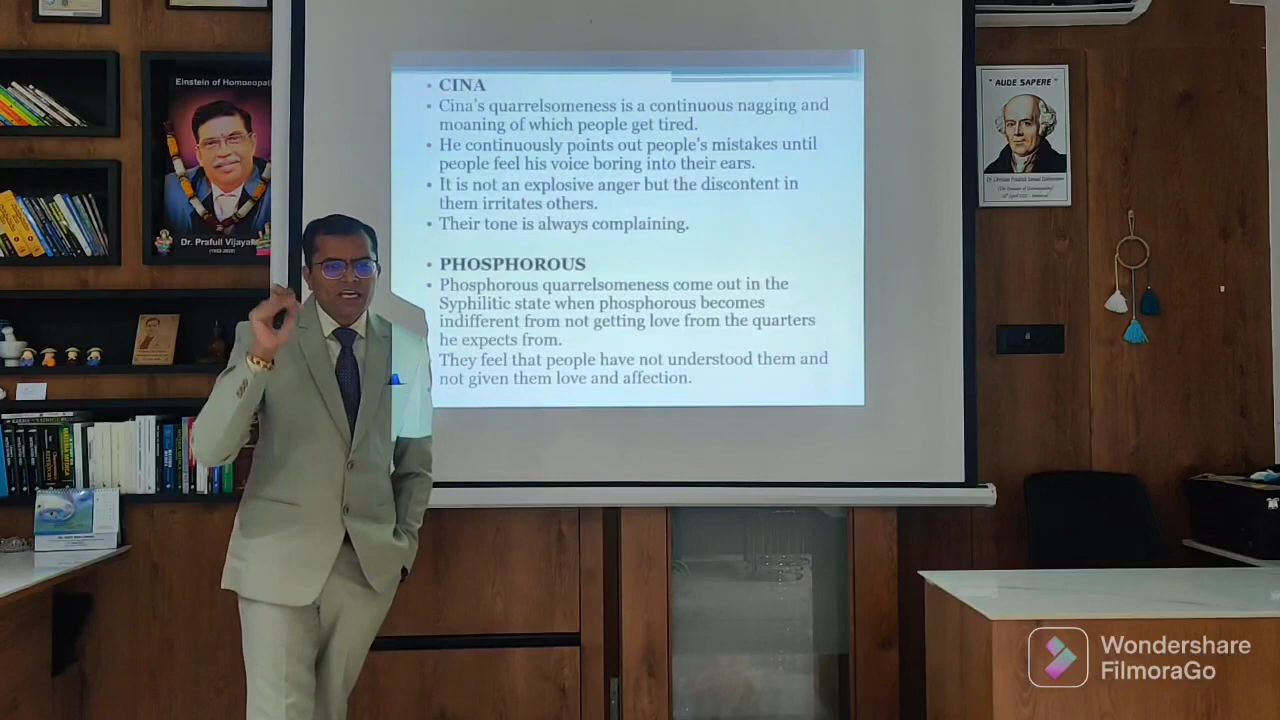 Einstein of Homoeopat
Dr. Prafull Vijaya
• CINA
• Cina's quarrelsomeness is a continuous nagging and
moaning of which people get tired.
• He continuously points out people's mistakes until
people feel his voice boring into their ears.
• It is not an explosive anger but the discontent in
them irritates others.
• Their tone is always complaining.
• PHOSPHOROUS
• Phosphorous quarrelsomeness come out in the
Syphilitic state when phosphorous becomes
indifferent from not getting love from the quarters
he expects from.
They feel that people have not understood them and
not given them love and affection.
" AUDE SAPERE "
Wondershare
FilmoraGo